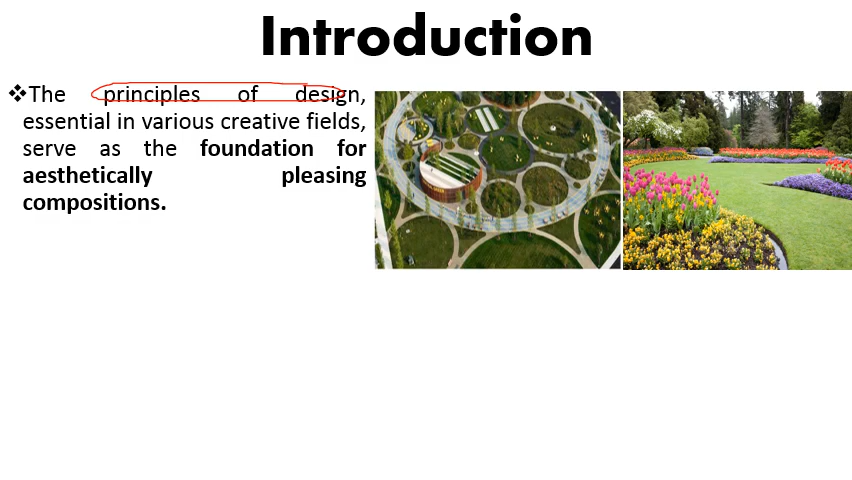 Introduction
❖The principles of design,
essential in various creative fields,
serve as the foundation for
aesthetically pleasing
compositions.